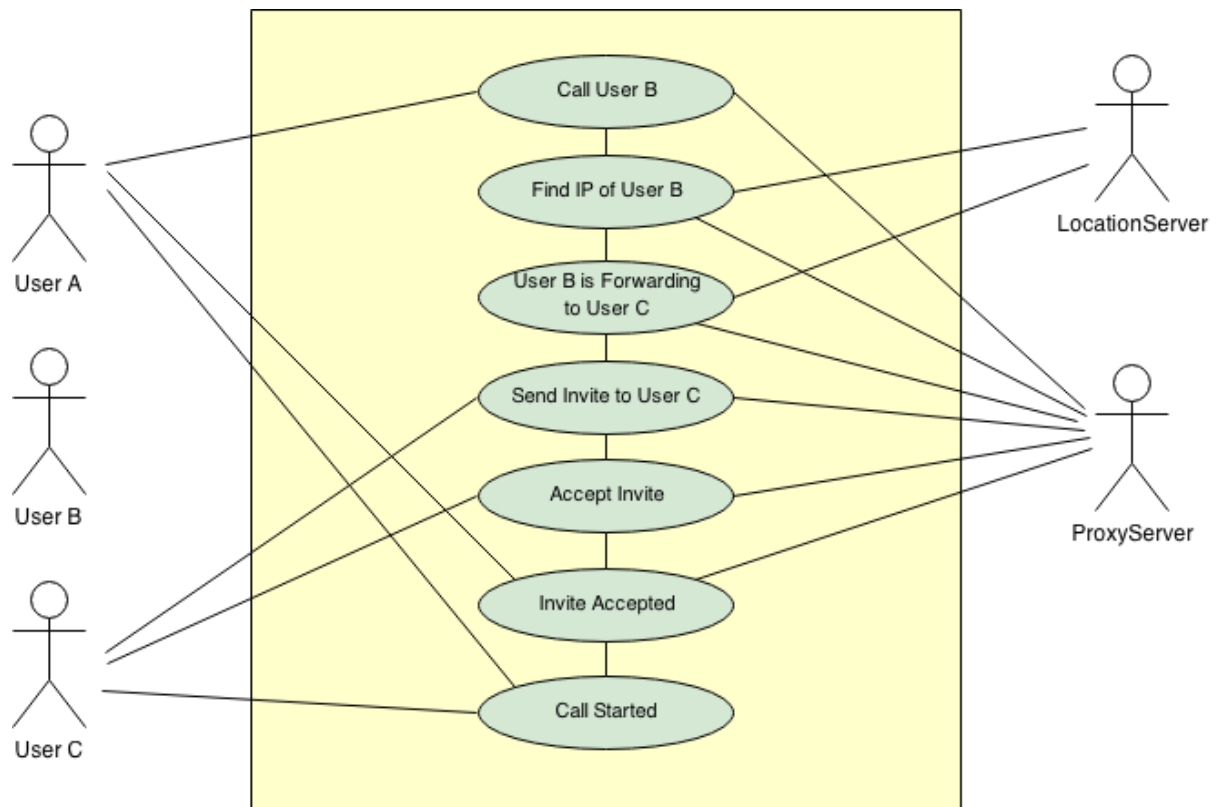 Call User B
Find IP of User B
LocationServer
User A
User B is Forwarding
to User C
Send Invite to User C
Accept Invite
User B
ProxyServer
Invite Accepted
Call Started
User C